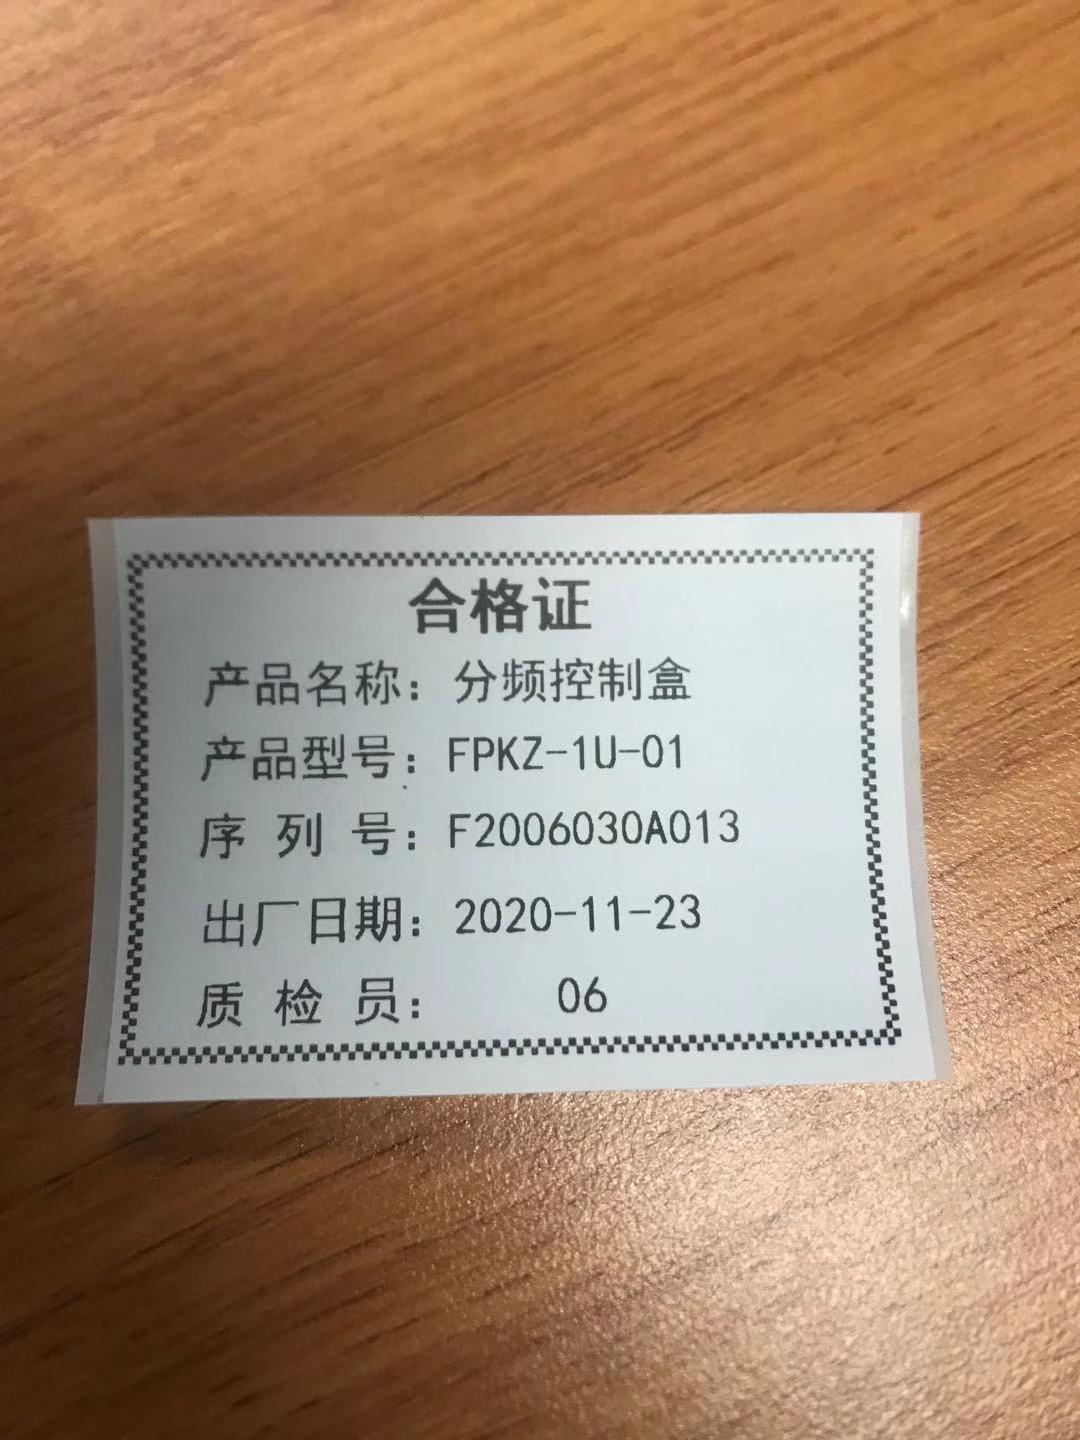 合格证
产品名称：分频控制盒
产品型号：FPKZ-1U-01
序 列 号：F2006030A013
出厂日期：2020-11-23
质 检 员： 06